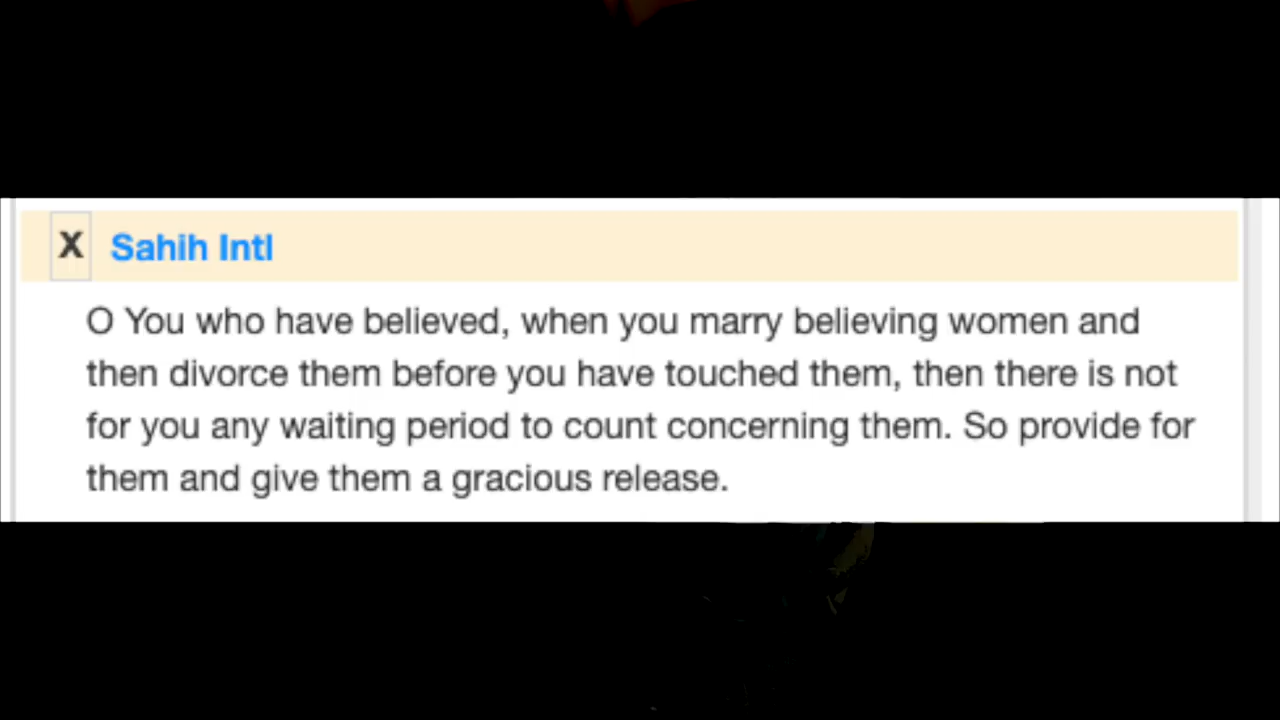 X Sahih Intl
O You who have believed, when you marry believing women and
then divorce them before you have touched them, then there is not
for you any waiting period to count concerning them. So provide for
them and give them a gracious release.